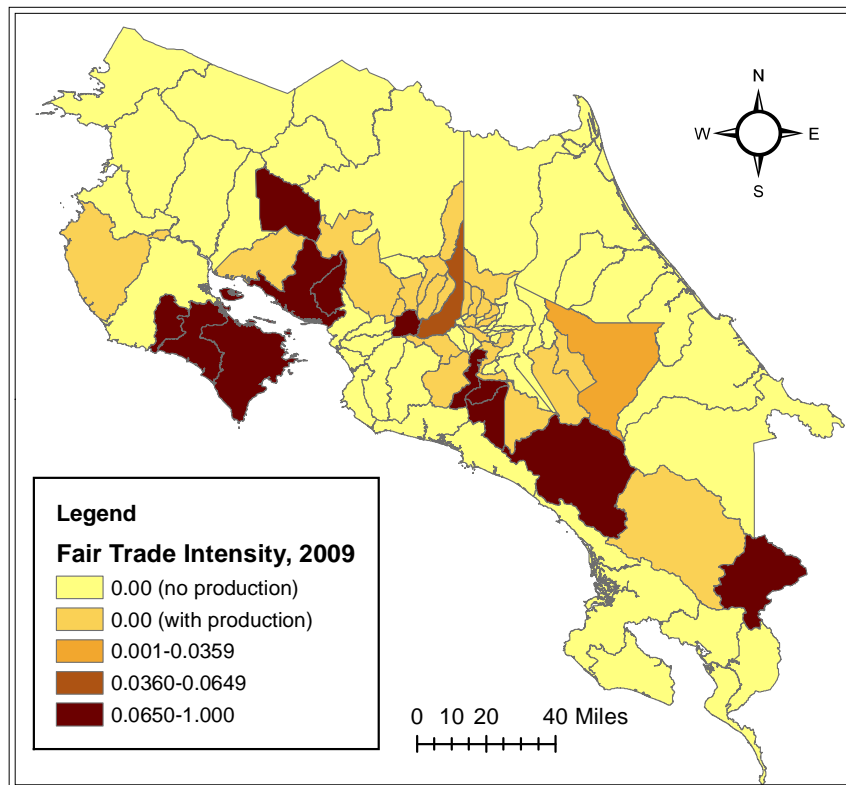 N
W E
S
Legend
Fair Trade Intensity, 2009
0.00 (no production)
0.00 (with production)
0.001-0.0359
0.0360-0.0649
0.0650-1.000
0 10 20 40 Miles